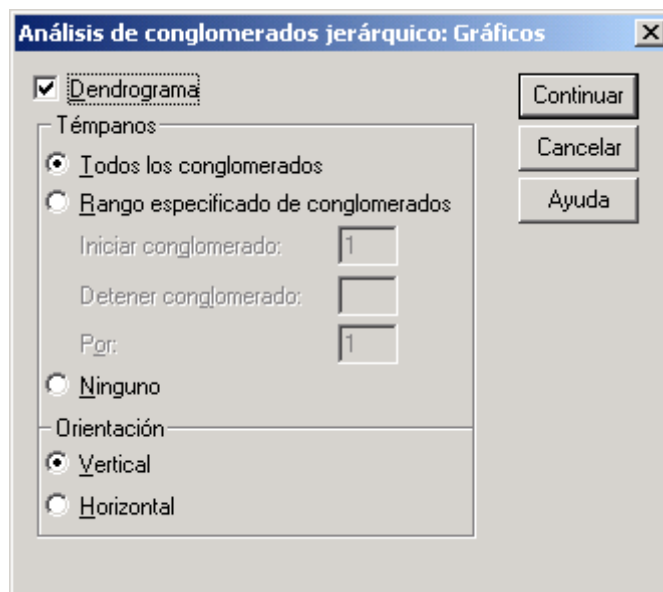 Análisis de conglomerados jerárquico: Gráficos
Dendrograma
Témpanos
Todos los conglomerados
Rango especificado de conglomerados
Iniciar conglomerado: 1
Detener conglomerado:
Por: 1
Ninguno
Orientación
Vertical
Horizontal
Continuar
Cancelar
Ayuda